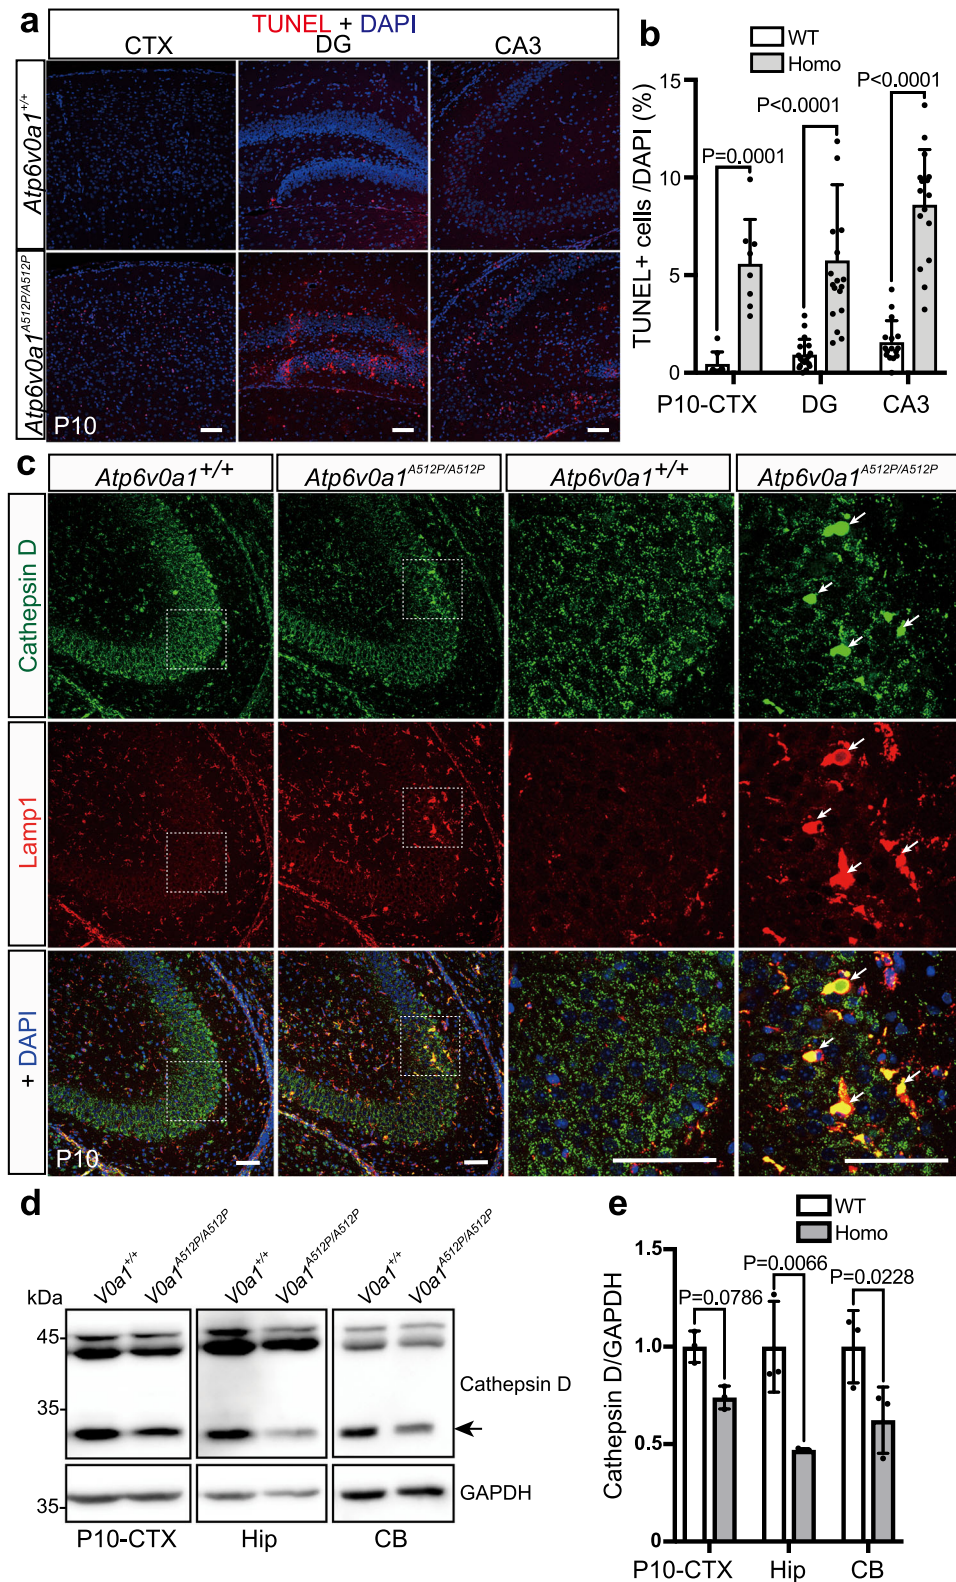 a
TUNEL + DAPI
CTX DG CA3
Atp6v0a1+/+
Atp6v0a1A512P/A512P
P10
b
WT
Homo
TUNEL+ cells /DAPI (%)
15
10
5
0
P=0.0001
P<0.0001
P<0.0001
P10-CTX DG CA3
c
Atp6v0a1+/+ Atp6v0a1A512P/A512P Atp6v0a1+/+ Atp6v0a1A512P/A512P
Cathepsin D
Lamp1
+ DAPI
P10
d
V0a1+/+ V0a1A512P/A512P V0a1+/+ V0a1A512P/A512P V0a1+/+ V0a1A512P/A512P
kDa
45
35
Cathepsin D
35
GAPDH
P10-CTX Hip CB
e
WT
Homo
Cathepsin D/GAPDH
1.5
1.0
0.5
0
P=0.0786
P=0.0066
P=0.0228
P10-CTX Hip CB